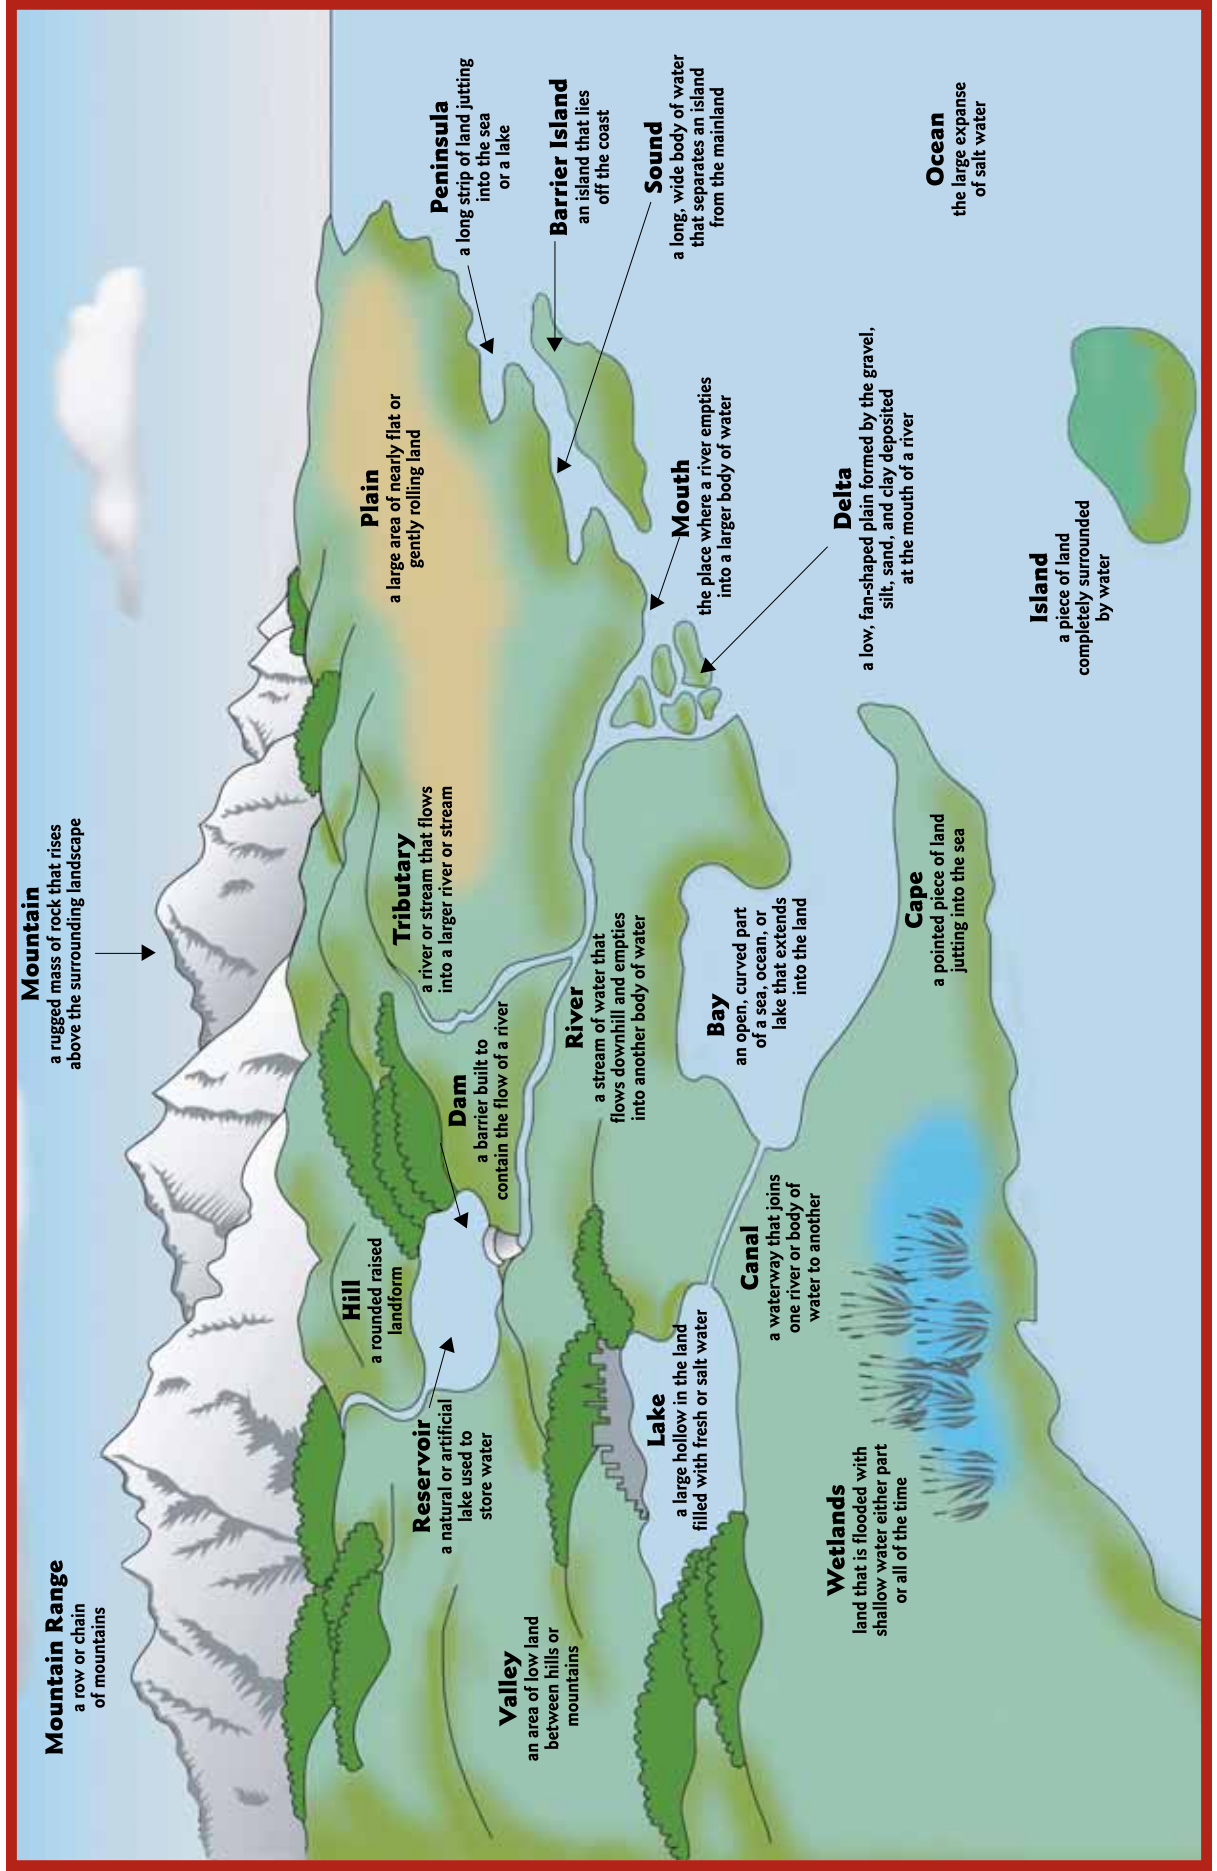 Mountain Range
a row or chain
of mountains
Mountain
a rugged mass of rock that rises
above the surrounding landscape
Peninsula
a long strip of land jutting
into the sea
or a lake
Barrier Island
an island that lies
off the coast
Sound
a long, wide body of water
that separates an island
from the mainland
Plain
a large area of nearly flat or
gently rolling land
Hill
a rounded raised
landform
Tributary
a river or stream that flows
into a larger river or stream
Reservoir
a natural or artificial
lake used to
store water
Dam
a barrier built to
contain the flow of a river
Valley
an area of low land
between hills or
mountains
River
a stream of water that
flows downhill and empties
into another body of water
Mouth
the place where a river empties
into a larger body of water
Lake
a large hollow in the land
filled with fresh or salt water
Bay
an open, curved part
of a sea, ocean, or
lake that extends
into the land
Canal
a waterway that joins
one river or body of
water to another
Delta
a low, fan-shaped plain formed by the gravel,
silt, sand, and clay deposited
at the mouth of a river
Wetlands
land that is flooded with
shallow water either part
or all of the time
Cape
a pointed piece of land
jutting into the sea
Ocean
the large expanse
of salt water
Island
a piece of land
completely surrounded
by water